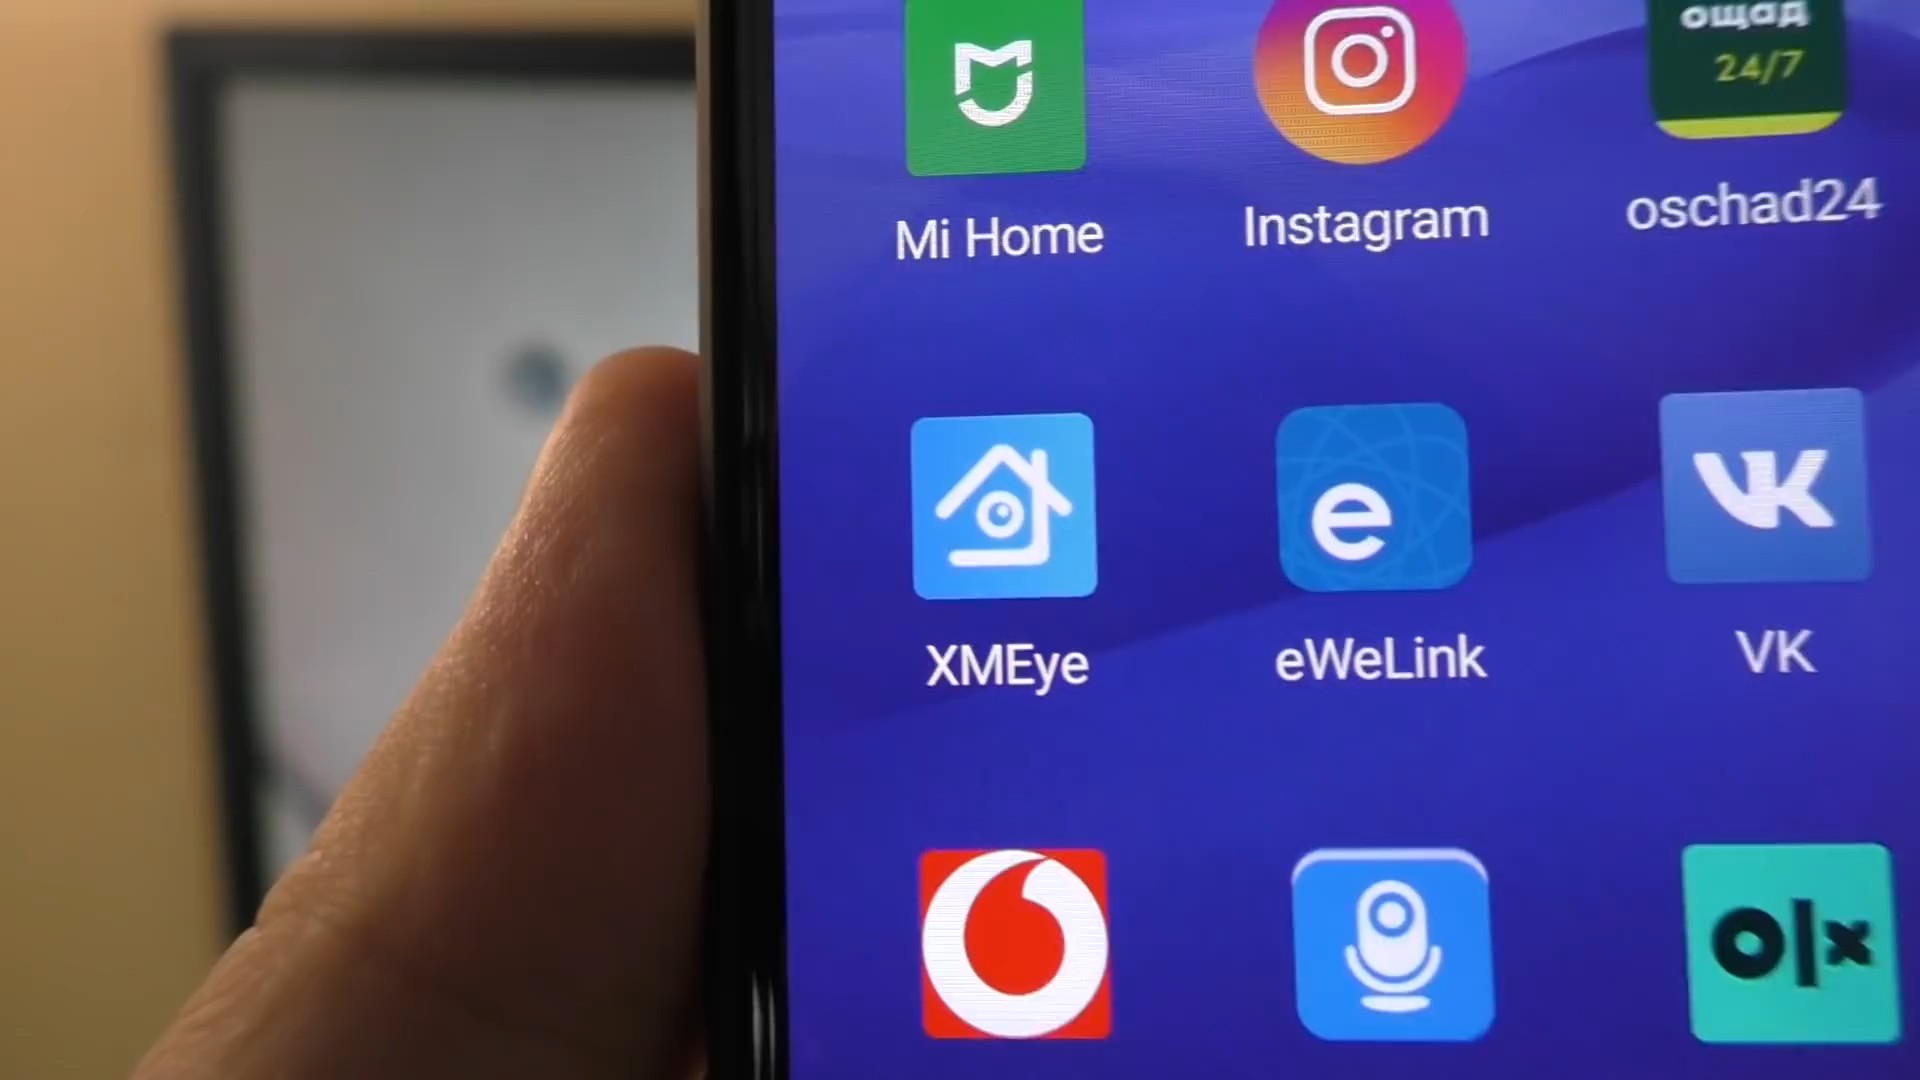 ощад
24/7
Mi Home
Instagram
oschad24
e
VK
XMEye
eWeLink
VK
olx